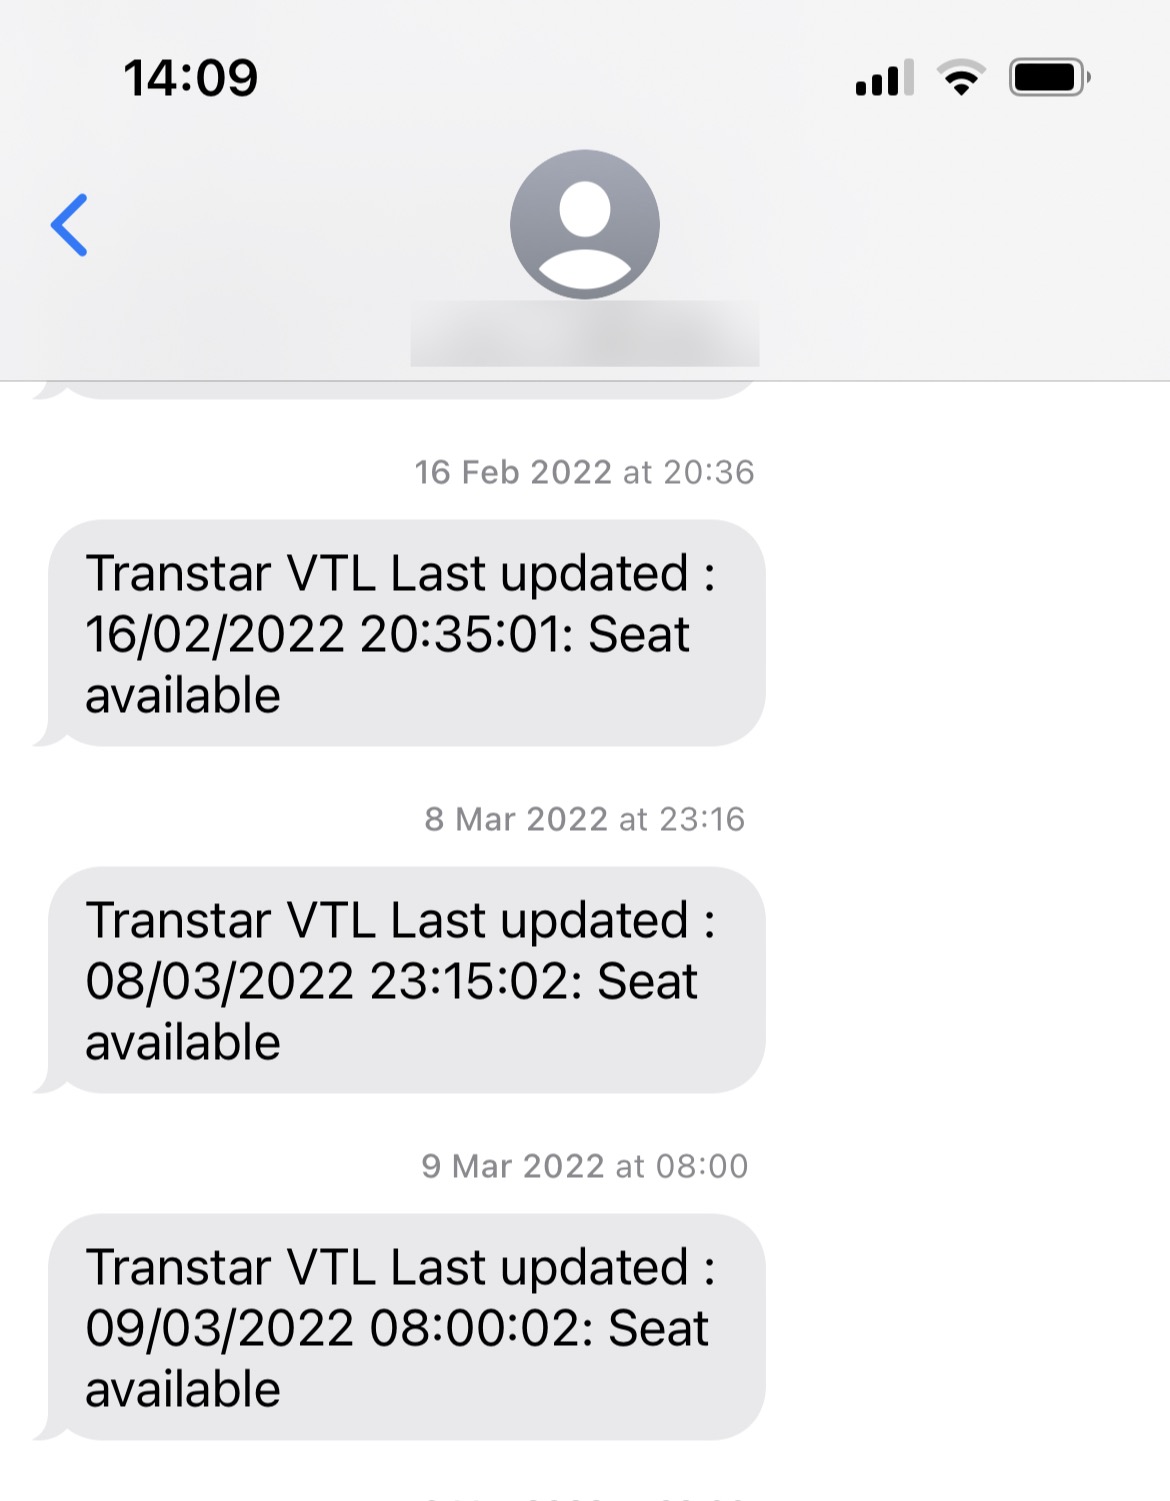 14:09
16 Feb 2022 at 20:36
Transtar VTL Last updated :
16/02/2022 20:35:01: Seat
available
8 Mar 2022 at 23:16
Transtar VTL Last updated :
08/03/2022 23:15:02: Seat
available
9 Mar 2022 at 08:00
Transtar VTL Last updated :
09/03/2022 08:00:02: Seat
available